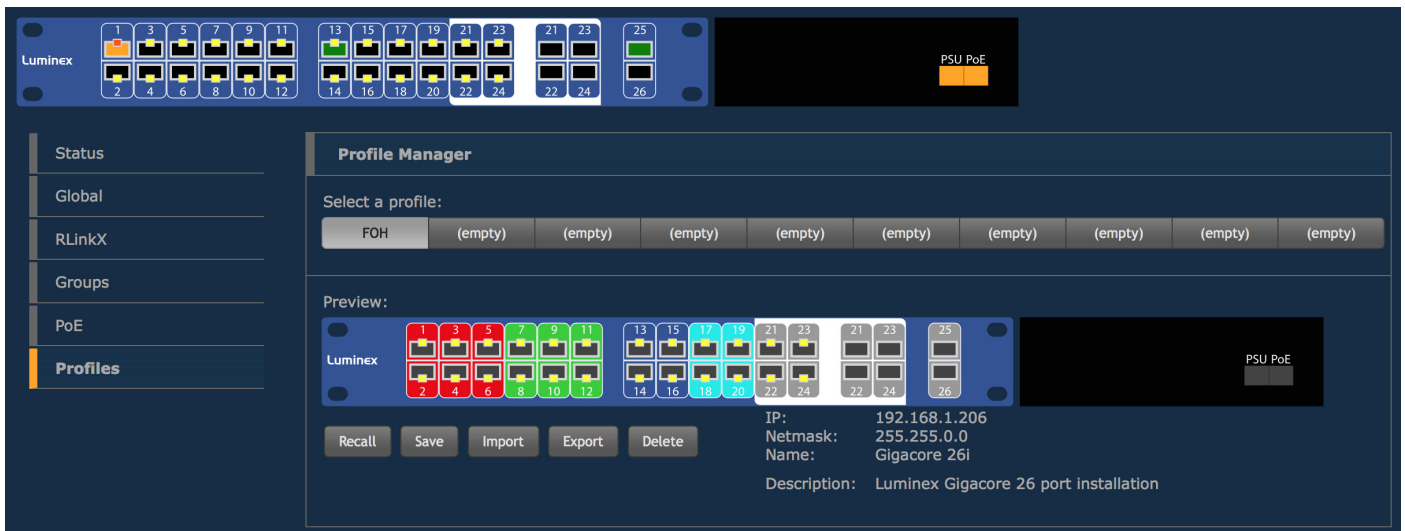 1 3 5 7 9 11 13 15 17 19 21 23 21 23 25
Luminex
PSU PoE
2 4 6 8 10 12 14 16 18 20 22 24 22 24 26
Status
Global
RLinkX
Groups
PoE
Profiles
Profile Manager
Select a profile:
FOH (empty) (empty) (empty) (empty) (empty) (empty) (empty) (empty) (empty)
Preview:
1 3 5 7 9 11 13 15 17 19 21 23 21 23 25
Luminex
PSU PoE
2 4 6 8 10 12 14 16 18 20 22 24 22 24 26
Recall Save Import Export Delete
IP: 192.168.1.206
Netmask: 255.255.0.0
Name: Gigacore 26i
Description: Luminex Gigacore 26 port installation